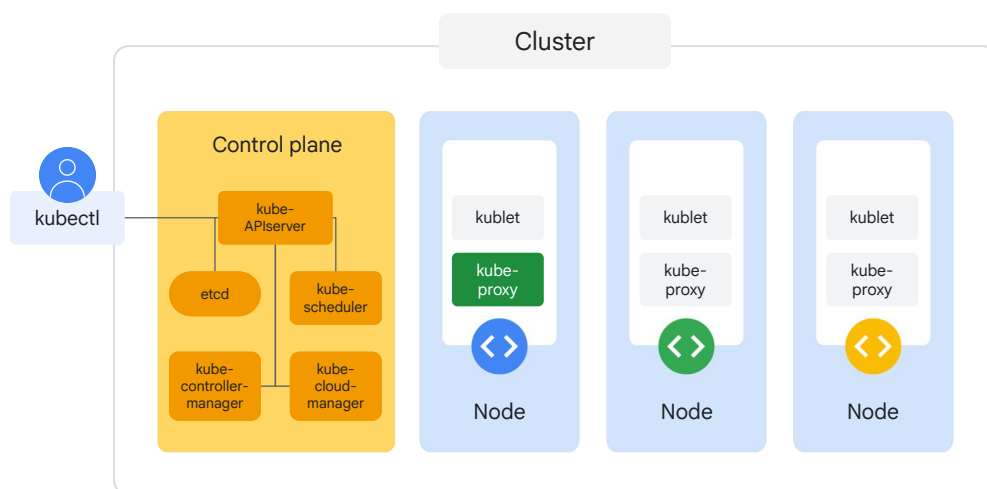 Cluster
Control plane
kubectl
kube-
APIserver
etcd
kube-
scheduler
kube-
controller-
manager
kube-
cloud-
manager
kublet
kube-
proxy
Node
kublet
kube-
proxy
Node
kublet
kube-
proxy
Node